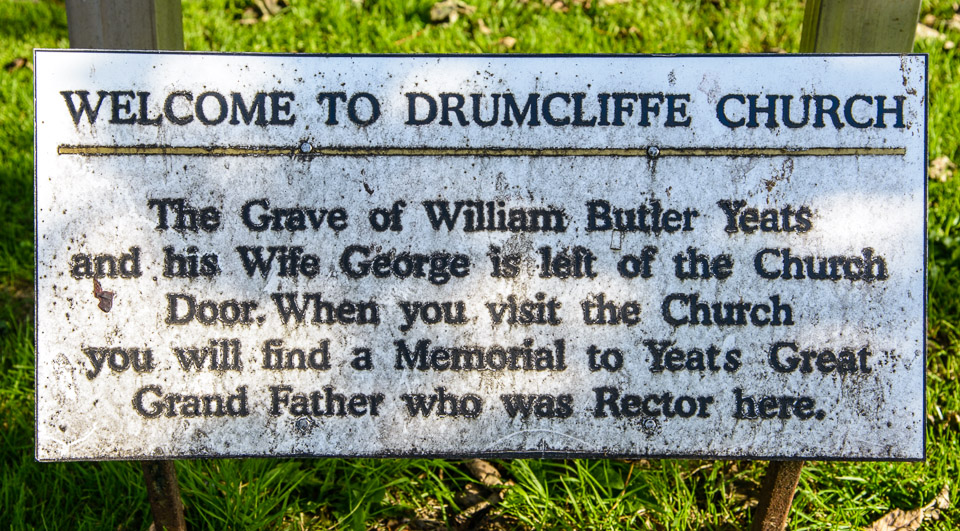 WELCOME TO DRUMCLIFFE CHURCH
The Grave of William Butler Yeats
and his Wife George is left of the Church
Door. When you visit the Church
you will find a Memorial to Yeats Great
Grand Father who was Rector here.